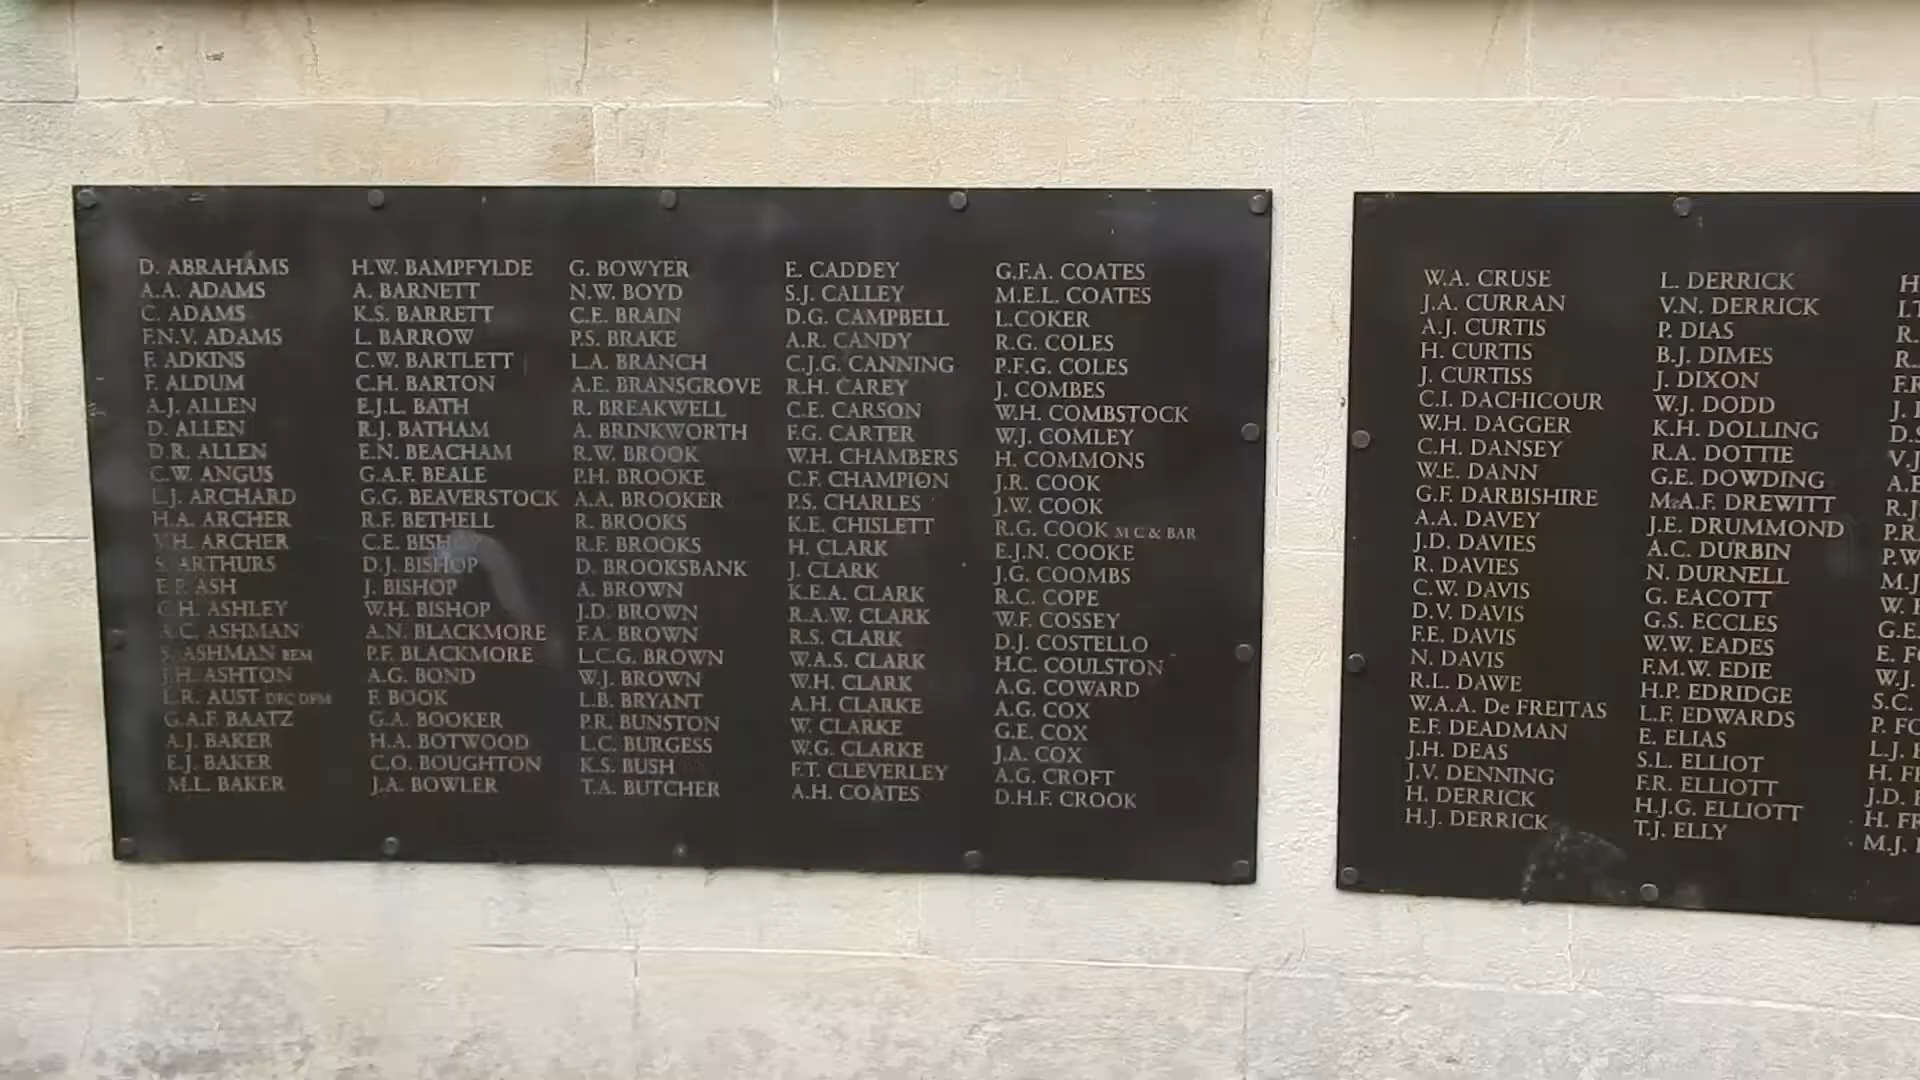 D. ABRAHAMS
A.A. ADAMS
C. ADAMS
F.N.V. ADAMS
F. ADKINS
F. ALDUM
A.J. ALLEN
D. ALLEN
D.R. ALLEN
C.W. ANGUS
L.J. ARCHARD
H.A. ARCHER
V.H. ARCHER
S. ARTHURS
E.F. ASH
C.H. ASHLEY
A.C. ASHMAN
S. ASHMAN BEM
J.H. ASHTON
L.R. AUST DFC DFM
G.A.F. BAATZ
A.J. BAKER
E.J. BAKER
M.L. BAKER
H.W. BAMPFYLDE
A. BARNETT
K.S. BARRETT
L. BARROW
C.W. BARTLETT
C.H. BARTON
E.J.L. BATH
R.J. BATHAM
E.N. BEACHAM
G.A.F. BEALE
G.G. BEAVERSTOCK
R.F. BETHELL
C.E. BISHOP
D.J. BISHOP
J. BISHOP
W.H. BISHOP
A.N. BLACKMORE
P.F. BLACKMORE
A.G. BOND
F. BOOK
G.A. BOOKER
H.A. BOTWOOD
C.O. BOUGHTON
J.A. BOWLER
G. BOWYER
N.W. BOYD
C.E. BRAIN
P.S. BRAKE
L.A. BRANCH
A.E. BRANSGROVE
R. BREAKWELL
A. BRINKWORTH
R.W. BROOK
P.H. BROOKE
A.A. BROOKER
R. BROOKS
R.F. BROOKS
D. BROOKSBANK
A. BROWN
J.D. BROWN
F.A. BROWN
L.C.G. BROWN
W.J. BROWN
L.B. BRYANT
P.R. BUNSTON
L.C. BURGESS
K.S. BUSH
T.A. BUTCHER
E. CADDEY
S.J. CALLEY
D.G. CAMPBELL
A.R. CANDY
C.J.G. CANNING
R.H. CAREY
C.E. CARSON
F.G. CARTER
W.H. CHAMBERS
C.F. CHAMPION
P.S. CHARLES
K.E. CHISLETT
H. CLARK
J. CLARK
K.E.A. CLARK
R.A.W. CLARK
R.S. CLARK
W.A.S. CLARK
W.H. CLARK
A.H. CLARKE
W. CLARKE
W.G. CLARKE
F.T. CLEVERLEY
A.H. COATES
G.F.A. COATES
M.E.L. COATES
L.COKER
R.G. COLES
P.F.G. COLES
J. COMBES
W.H. COMBSTOCK
W.J. COMLEY
H. COMMONS
J.R. COOK
J.W. COOK
R.G. COOK M C & BAR
E.J.N. COOKE
J.G. COOMBS
R.C. COPE
W.F. COSSEY
D.J. COSTELLO
H.C. COULSTON
A.G. COWARD
A.G. COX
G.E. COX
J.A. COX
A.G. CROFT
D.H.F. CROOK
W.A. CRUSE
J.A. CURRAN
A.J. CURTIS
H. CURTIS
J. CURTISS
C.I. DACHICOUR
W.H. DAGGER
C.H. DANSEY
W.E. DANN
G.F. DARBISHIRE
A.A. DAVEY
J.D. DAVIES
R. DAVIES
C.W. DAVIS
D.V. DAVIS
F.E. DAVIS
N. DAVIS
R.L. DAWE
W.A.A. De FREITAS
E.F. DEADMAN
J.H. DEAS
J.V. DENNING
H. DERRICK
H.J. DERRICK
L. DERRICK
V.N. DERRICK
P. DIAS
B.J. DIMES
J. DIXON
W.J. DODD
K.H. DOLLING
R.A. DOTTIE
G.E. DOWDING
DREWITT
J.E. DRUMMOND
A.C. DURBIN
N. DURNELL
G. EACOTT
G.S. ECCLES
W.W. EADES
F.M.W. EDIE
H.P. EDRIDGE
L.F. EDWARDS
E. ELIAS
S.L. ELLIOT
F.R. ELLIOTT
H.J.G. ELLIOTT
T.J. ELLY
H
R.
R.
J.
W.
G.E.
E. F
W.J.
S.C.
P. FO
L.J.
H. F
J.D.
H. FR
M.J.